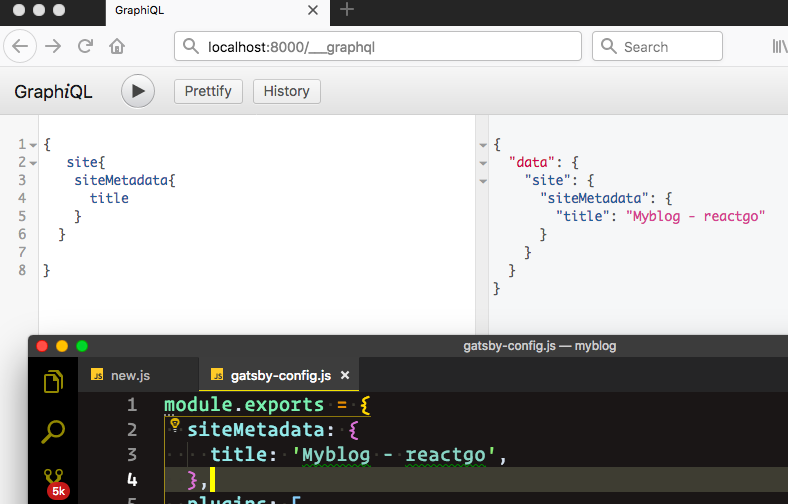 GraphiQL
localhost:8000/___graphql
Search
GraphiQL
Prettify
History
1 {
2 site{
3 siteMetadata{
4 title
5 }
6 }
7
8 }
{
"data": {
"site": {
"siteMetadata": {
"title": "Myblog - reactgo"
}
}
}
}
gatsby-config.js — myblog
JS new.js
JS gatsby-config.js
1 module.exports = {
2 siteMetadata: {
3 title: 'Myblog - reactgo',
4 },
5k